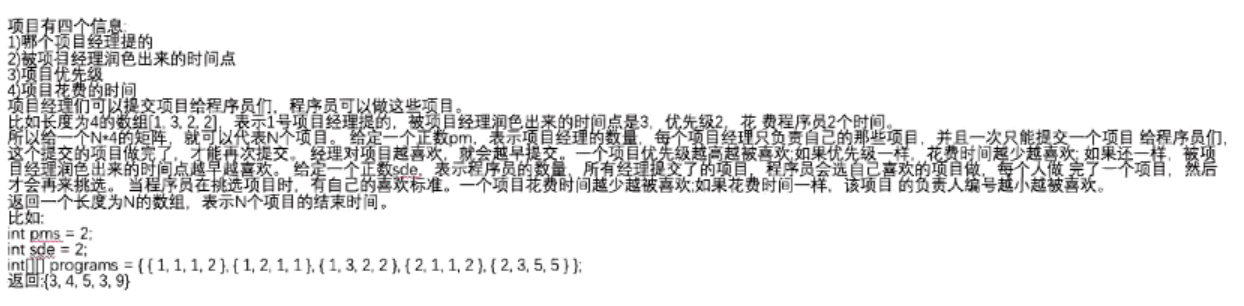 项目有四个信息:
1)哪个项目经理提的
2)被项目经理润色出来的时间点
3)项目优先级
4)项目花费的时间
项目经理们可以提交项目给程序员们，程序员可以做这些项目。
比如长度为4的数组[1, 3, 2, 2]，表示1号项目经理提的，被项目经理润色出来的时间点是3，优先级2，花 费程序员2个时间。
所以给一个N*4的矩阵，就可以代表N个项目。 给定一个正数pm，表示项目经理的数量，每个项目经理只负责自己的那些项目，并且一次只能提交一个项目 给程序员们，
这个提交的项目做完了，才能再次提交。 经理对项目越喜欢，就会越早提交。一个项目优先级越高越被喜欢;如果优先级一样，花费时间越少越喜欢; 如果还一样，被项
目经理润色出来的时间点越早越喜欢。 给定一个正数sde，表示程序员的数量，所有经理提交了的项目，程序员会选自己喜欢的项目做，每个人做 完了一个项目，然后
才会再来挑选。 当程序员在挑选项目时，有自己的喜欢标准。一个项目花费时间越少越被喜欢;如果花费时间一样，该项目 的负责人编号越小越被喜欢。
返回一个长度为N的数组，表示N个项目的结束时间。
比如:
int pms = 2;
int sde = 2;
int[][] programs = { { 1, 1, 1, 2 }, { 1, 2, 1, 1 }, { 1, 3, 2, 2 }, { 2, 1, 1, 2 }, { 2, 3, 5, 5 } };
返回:{3, 4, 5, 3, 9}